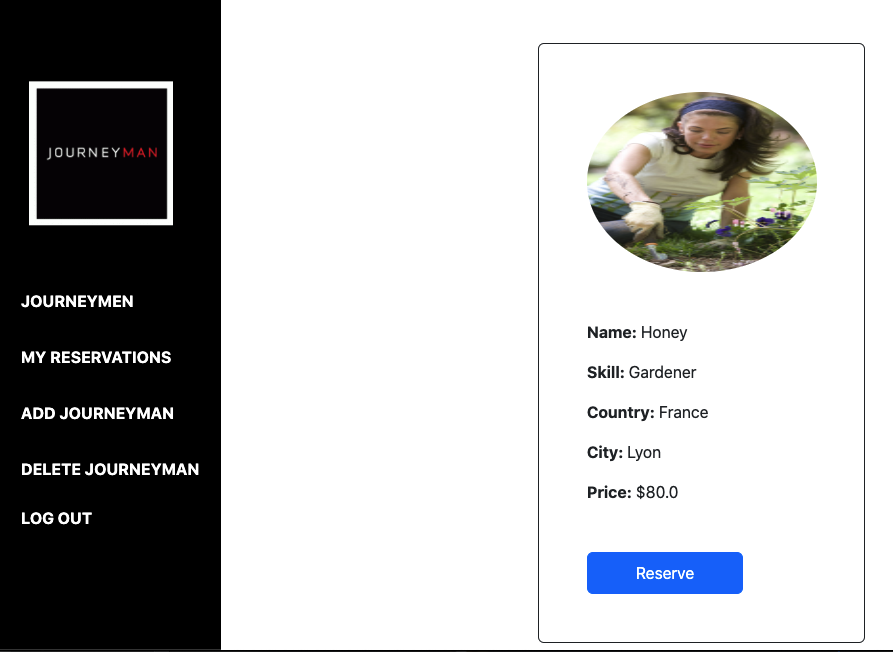 JOURNEYMAN
JOURNEYMEN
MY RESERVATIONS
ADD JOURNEYMAN
DELETE JOURNEYMAN
LOG OUT
Name: Honey
Skill: Gardener
Country: France
City: Lyon
Price: $80.0
Reserve